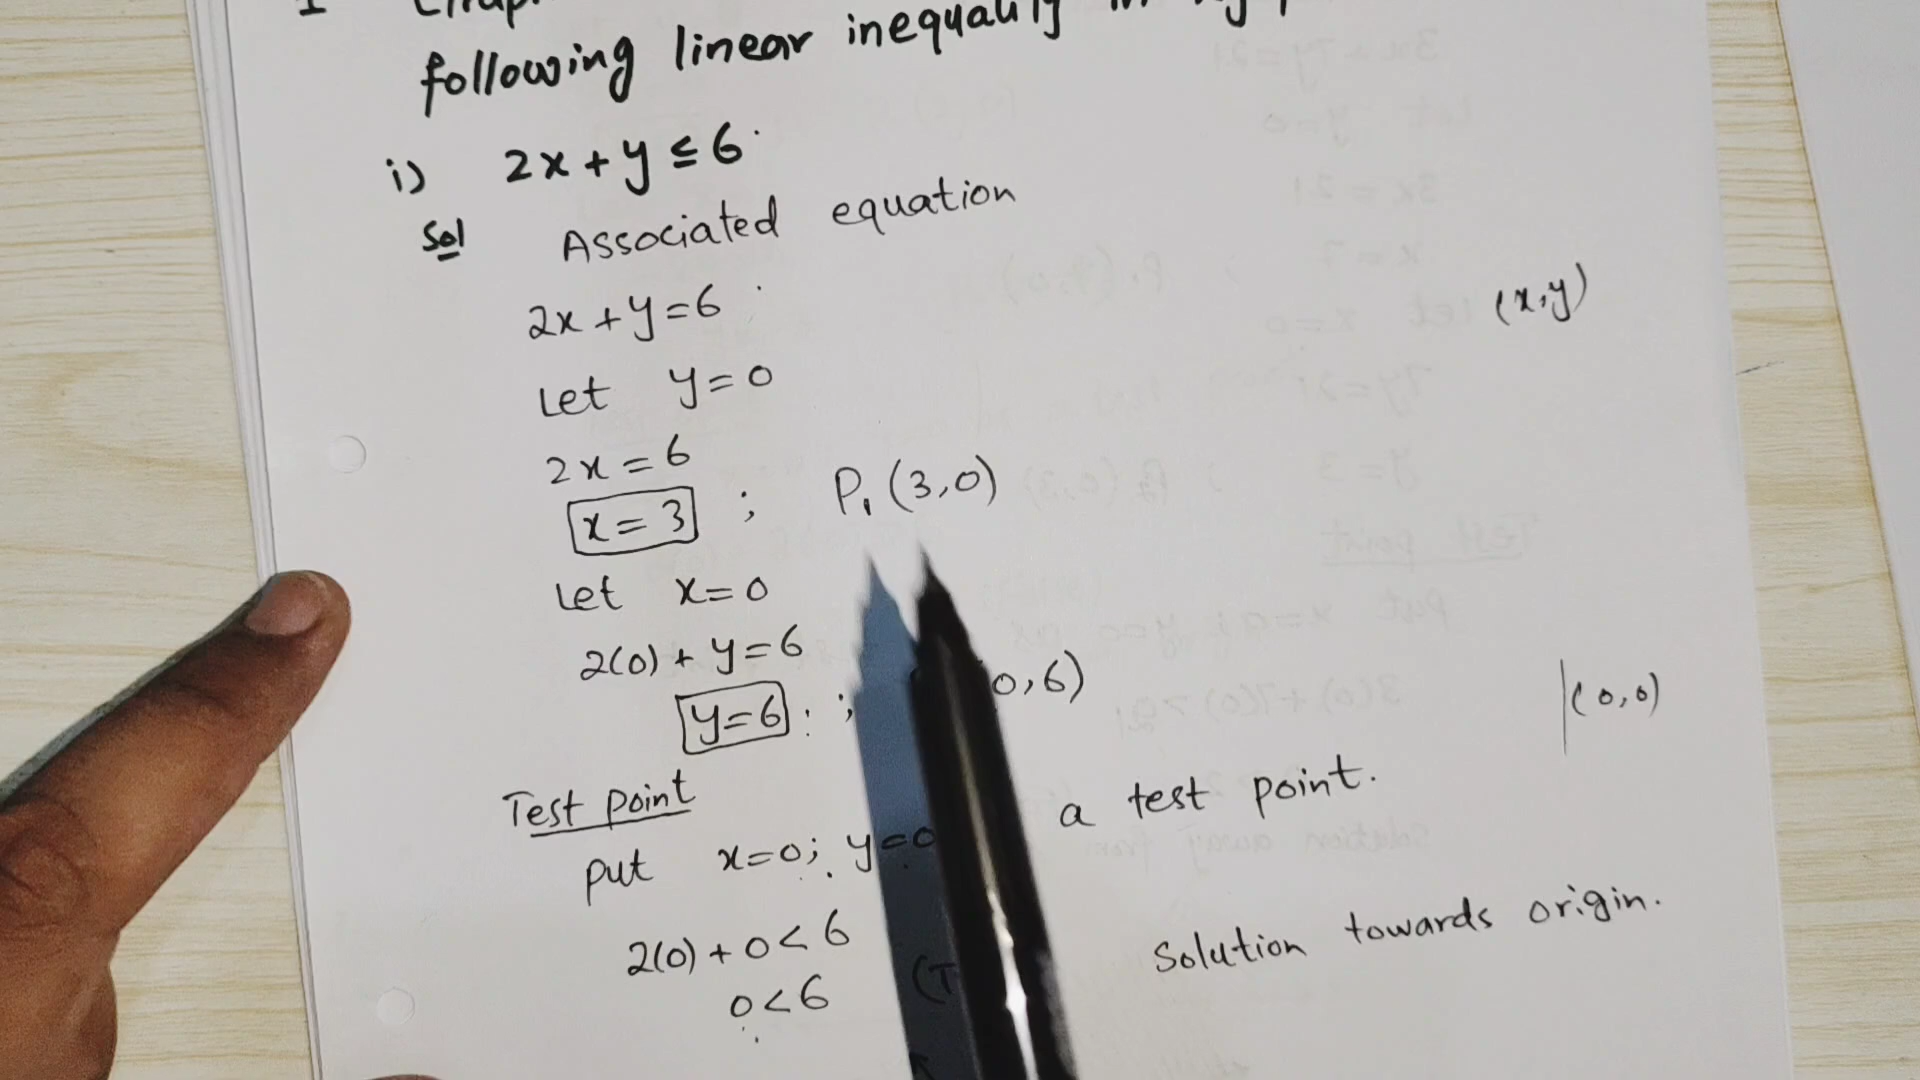 following linear inequality in
i) 2x + y ≤ 6
Sol Associated equation
2x + y = 6
(x,y)
Let y = 0
2x = 6
x = 3 ; P₁ (3,0)
Let x = 0
2(0) + y = 6
y = 6 ; 0,6)
(0,0)
Test point
put x=0; y=0 a test point.
2(0) + 0 < 6 Solution towards origin.
0 < 6 (T